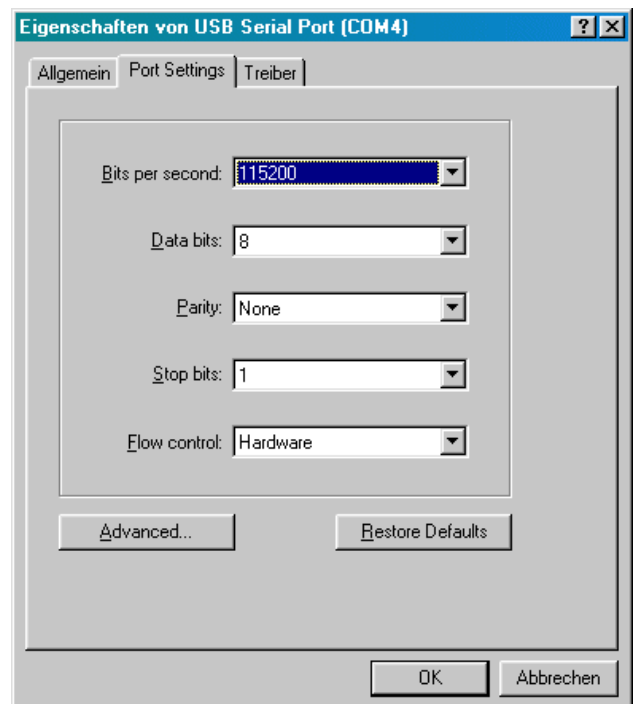 Eigenschaften von USB Serial Port (COM4)
Allgemein Port Settings Treiber
Bits per second: 115200
Data bits: 8
Parity: None
Stop bits: 1
Flow control: Hardware
Advanced... Restore Defaults
OK Abbrechen